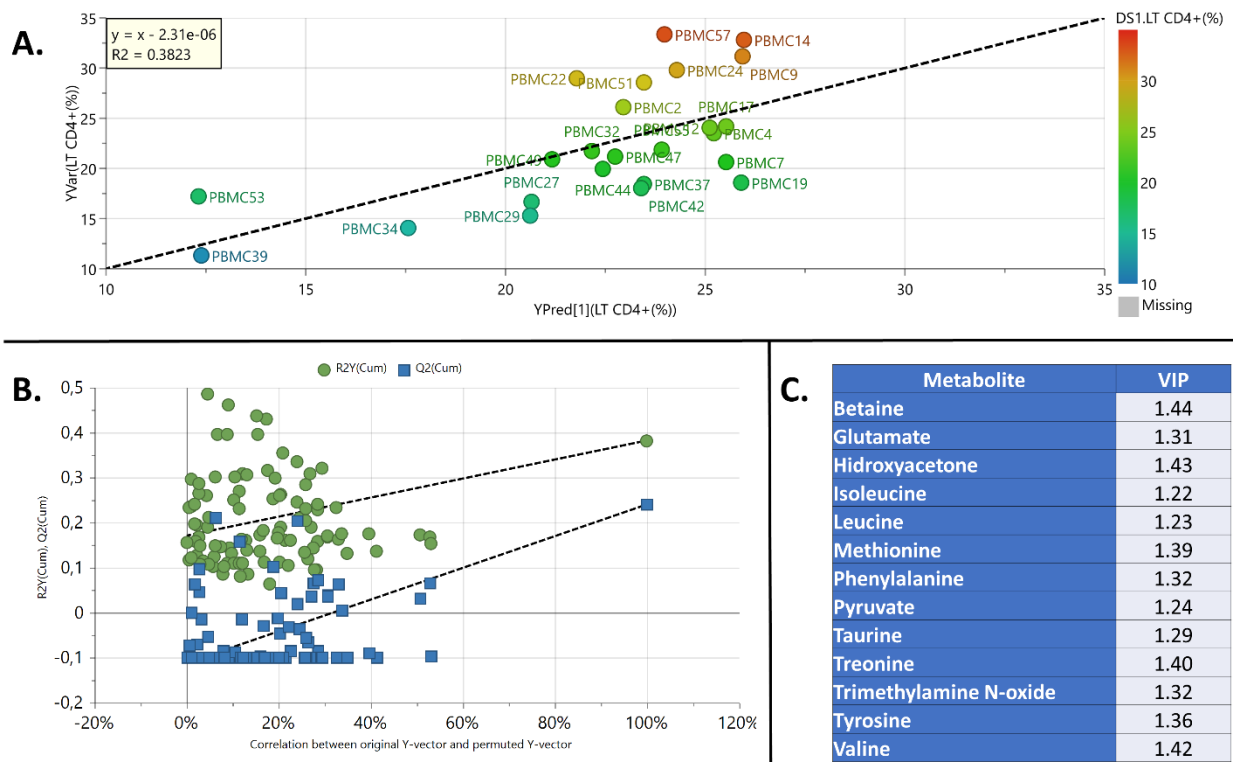 A.
y = x - 2.31e-06
R2 = 0.3823
YVar(LT CD4+(%))
35
30
25
20
15
10
PBMC57
PBMC14
PBMC22
PBMC51
PBMC24
PBMC9
PBMC2
PBMC17
PBMC32
PBMC4
PBMC49
PBMC47
PBMC7
PBMC44
PBMC37
PBMC19
PBMC42
PBMC53
PBMC27
PBMC29
PBMC34
PBMC39
10 15 20 25 30 35
YPred[1](LT CD4+(%))
DS1.LT CD4+(%)
30
25
20
15
10
Missing
B.
R2Y(Cum) Q2(Cum)
R2Y(Cum), Q2(Cum)
0,5
0,4
0,3
0,2
0,1
0
-0,1
-0,2
-20% 0% 20% 40% 60% 80% 100% 120%
Correlation between original Y-vector and permuted Y-vector
C.
Metabolite VIP
Betaine 1.44
Glutamate 1.31
Hidroxyacetone 1.43
Isoleucine 1.22
Leucine 1.23
Methionine 1.39
Phenylalanine 1.32
Pyruvate 1.24
Taurine 1.29
Treonine 1.40
Trimethylamine N-oxide 1.32
Tyrosine 1.36
Valine 1.42